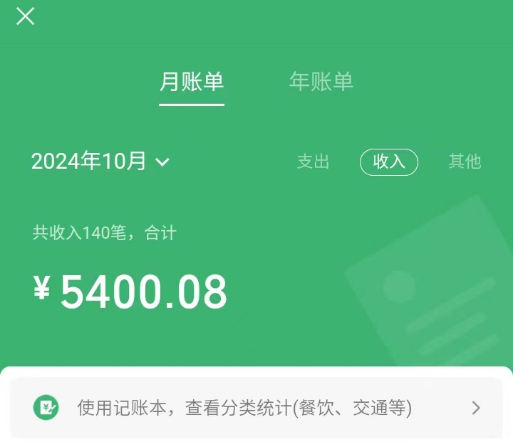 月账单 年账单
2024年10月 支出 收入 其他
共收入140笔，合计
¥5400.08
使用记账本，查看分类统计(餐饮、交通等)